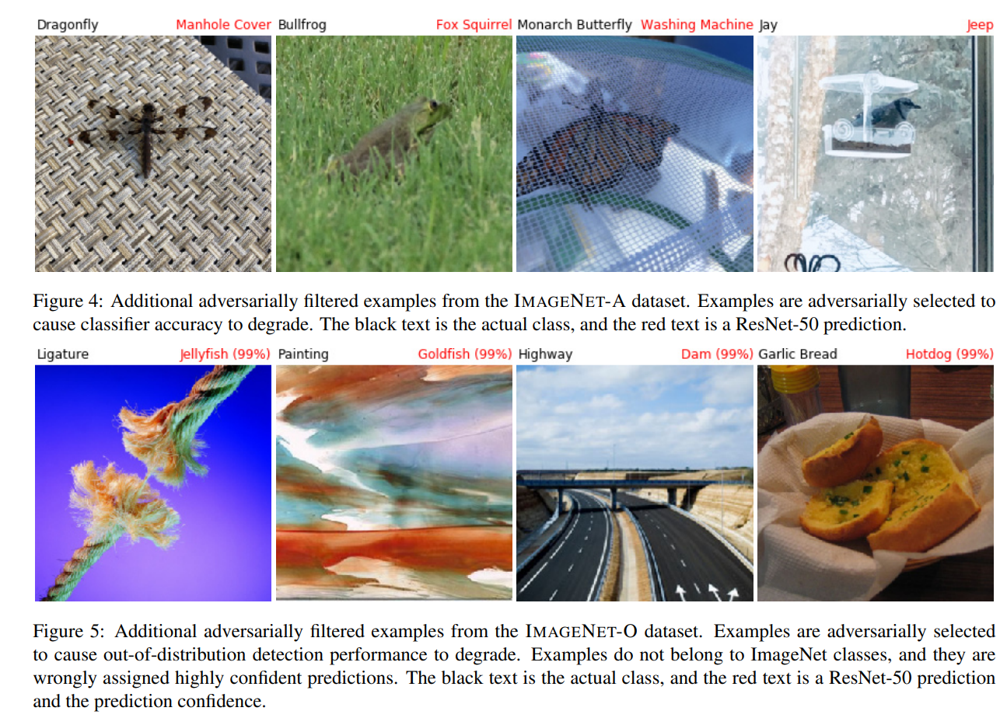 Dragonfly Manhole Cover Bullfrog Fox Squirrel Monarch Butterfly Washing Machine Jay Jeep
Figure 4: Additional adversarially filtered examples from the IMAGENET-A dataset. Examples are adversarially selected to
cause classifier accuracy to degrade. The black text is the actual class, and the red text is a ResNet-50 prediction.
Ligature Jellyfish (99%) Painting Goldfish (99%) Highway Dam (99%) Garlic Bread Hotdog (99%)
Figure 5: Additional adversarially filtered examples from the IMAGENET-O dataset. Examples are adversarially selected
to cause out-of-distribution detection performance to degrade. Examples do not belong to ImageNet classes, and they are
wrongly assigned highly confident predictions. The black text is the actual class, and the red text is a ResNet-50 prediction
and the prediction confidence.